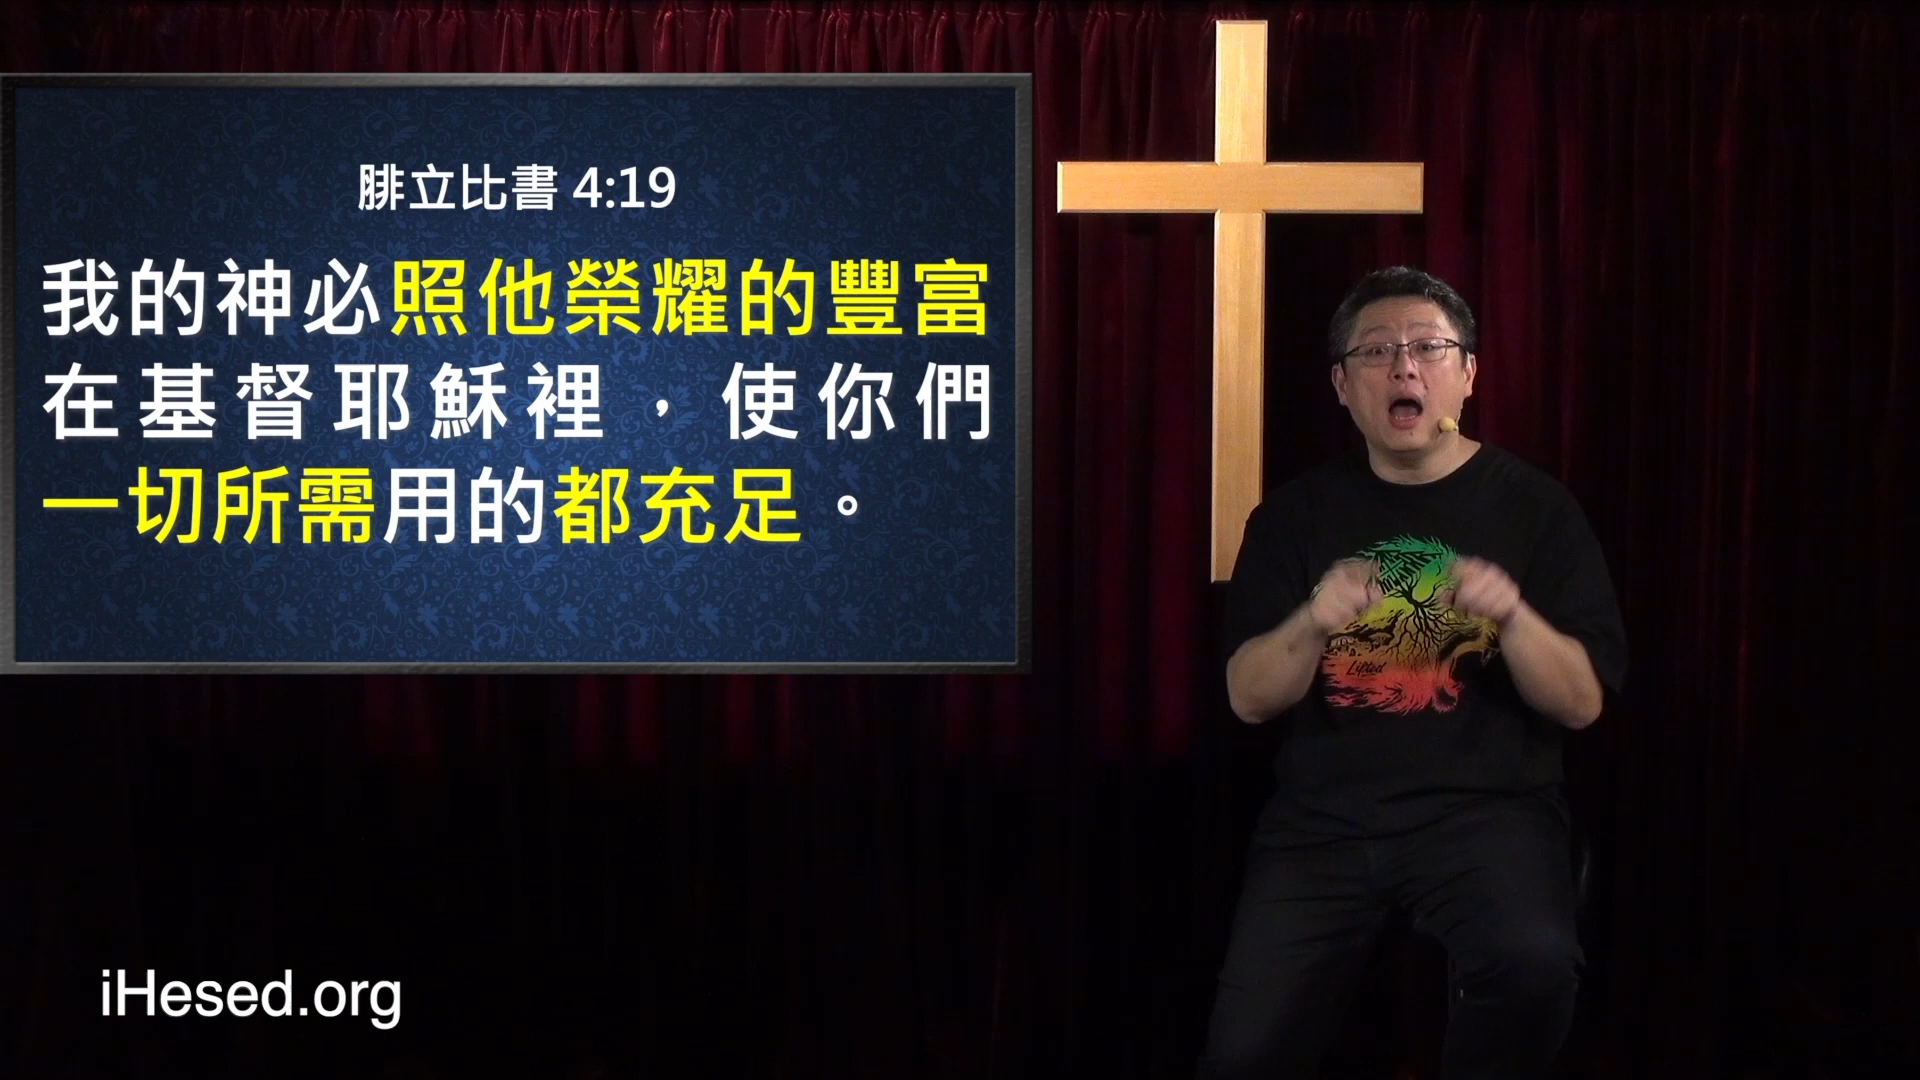 腓立比書 4:19
我的神必照他榮耀的豐富
在基督耶穌裡，使你們
一切所需用的都充足。
Lifted
iHesed.org